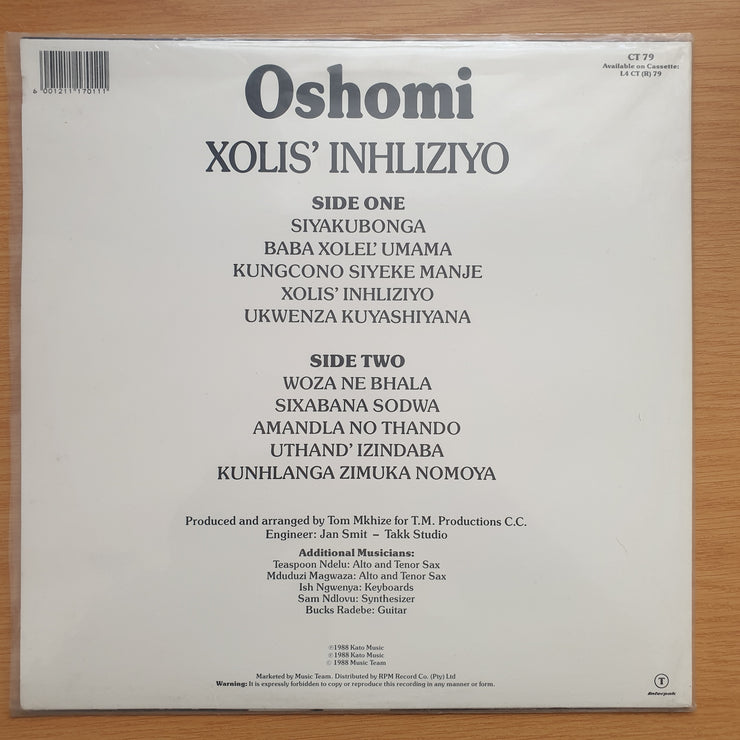 6 001211 170111
CT 79
Available on Cassette:
L4 CT (R) 79
Oshomi
XOLIS’ INHLIZIYO
SIDE ONE
SIYAKUBONGA
BABA XOLEL’ UMAMA
KUNGCONO SIYEKE MANJE
XOLIS’ INHLIZIYO
UKWENZA KUYASHIYANA
SIDE TWO
WOZA NE BHALA
SIXABANA SODWA
AMANDLA NO THANDO
UTHAND’ IZINDABA
KUNHLANGA ZIMUKA NOMOYA
Produced and arranged by Tom Mkhize for T.M. Productions C.C.
Engineer: Jan Smit – Takk Studio
Additional Musicians:
Teaspoon Ndelu: Alto and Tenor Sax
Mduduzi Magwaza: Alto and Tenor Sax
Ish Ngwenya: Keyboards
Sam Ndlovu: Synthesizer
Bucks Radebe: Guitar
℗1988 Kato Music
℗ 1988 Kato Music
© 1988 Music Team
Marketed by Music Team. Distributed by RPM Record Co. (Pty) Ltd
Warning: It is expressly forbidden to copy or reproduce this recording in any manner or form.
T
Interpak